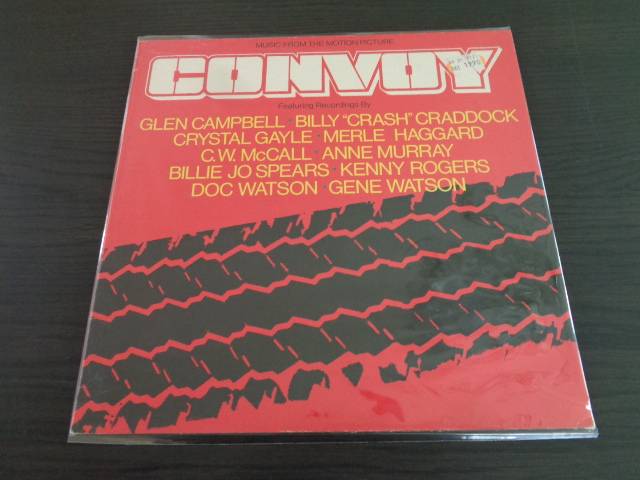 MUSIC FROM THE MOTION PICTURE
CONVOY
Featuring Recordings By
GLEN CAMPBELL · BILLY "CRASH" CRADDOCK
CRYSTAL GAYLE · MERLE HAGGARD
C.W. McCALL · ANNE MURRAY
BILLIE JO SPEARS · KENNY ROGERS
DOC WATSON · GENE WATSON